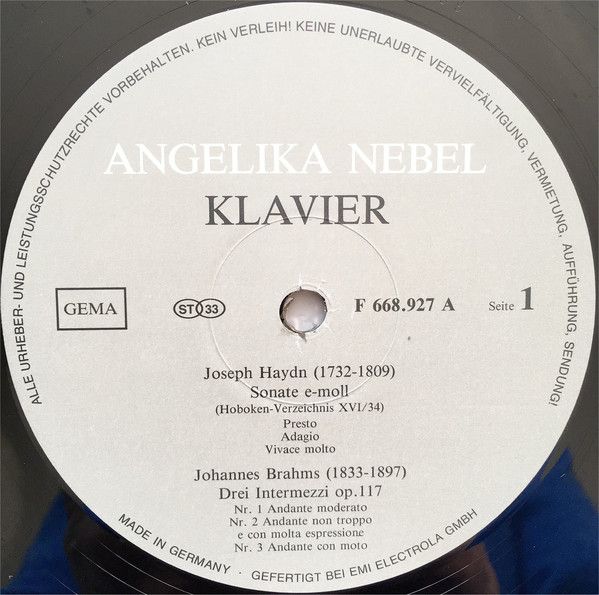 ALLE URHEBER- UND LEISTUNGSSCHUTZRECHTE VORBEHALTEN. KEIN VERLEIH! KEINE UNERLAUBTE VERVIELFÄLTIGUNG, VERMIETUNG, AUFFÜHRUNG, SENDUNG!
ANGELIKA NEBEL
KLAVIER
GEMA
ST 33
F 668.927 A
Seite 1
Joseph Haydn (1732-1809)
Sonate e-moll
(Hoboken-Verzeichnis XVI/34)
Presto
Adagio
Vivace molto
Johannes Brahms (1833-1897)
Drei Intermezzi op.117
Nr. 1 Andante moderato
Nr. 2 Andante non troppo
e con molta espressione
Nr. 3 Andante con moto
MADE IN GERMANY · GEFERTIGT BEI EMI ELECTROLA GMBH